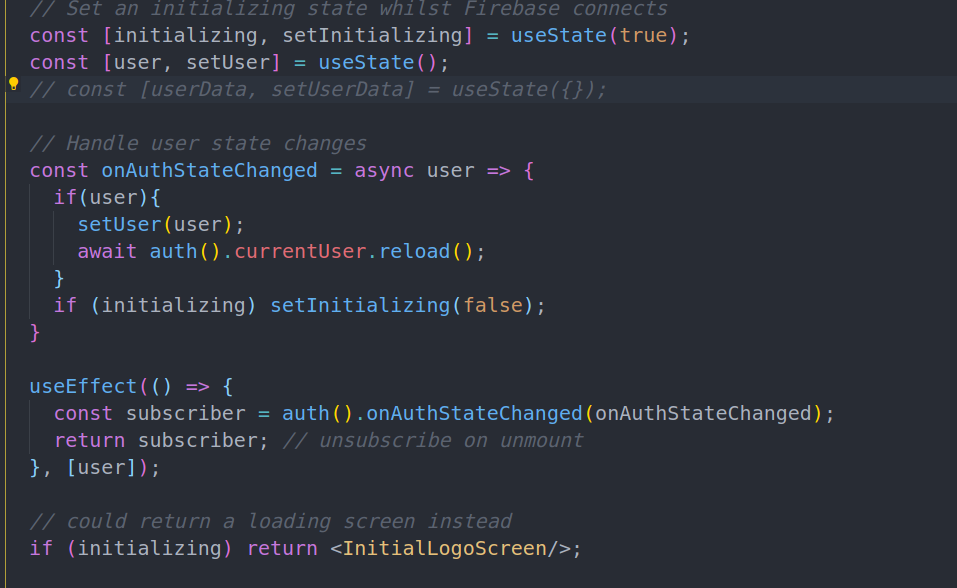 // Set an initializing state whilst Firebase connects
const [initializing, setInitializing] = useState(true);
const [user, setUser] = useState();
// const [userData, setUserData] = useState({});
// Handle user state changes
const onAuthStateChanged = async user => {
if(user){
setUser(user);
await auth().currentUser.reload();
}
if (initializing) setInitializing(false);
}
useEffect(() => {
const subscriber = auth().onAuthStateChanged(onAuthStateChanged);
return subscriber; // unsubscribe on unmount
}, [user]);
// could return a loading screen instead
if (initializing) return <InitialLogoScreen/>;